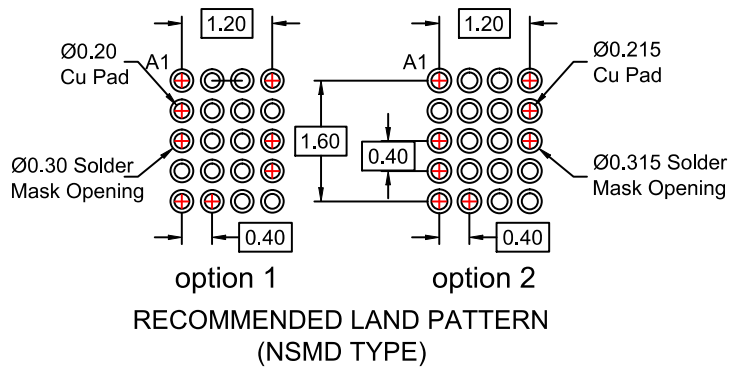 1.20
Ø0.20
Cu Pad
A1
Ø0.30 Solder
Mask Opening
1.60
0.40
0.40
option 1
1.20
A1
Ø0.215
Cu Pad
Ø0.315 Solder
Mask Opening
0.40
option 2
RECOMMENDED LAND PATTERN
(NSMD TYPE)